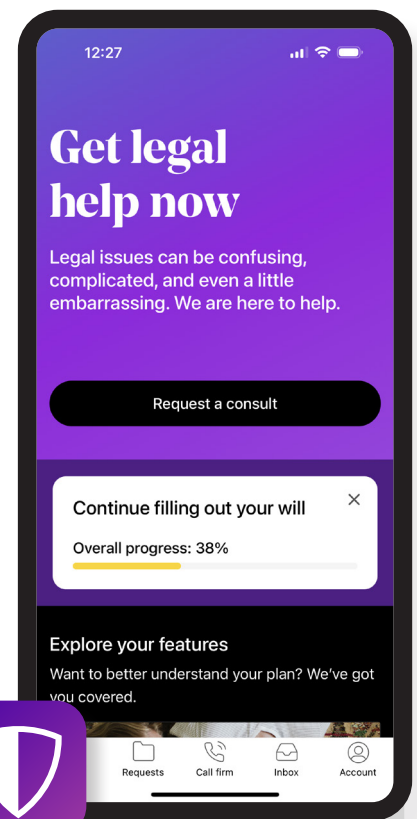 12:27
Get legal
help now
Legal issues can be confusing,
complicated, and even a little
embarrassing. We are here to help.
Request a consult
Continue filling out your will
Overall progress: 38%
Explore your features
Want to better understand your plan? We've got
you covered.
Requests
Call firm
Inbox
Account